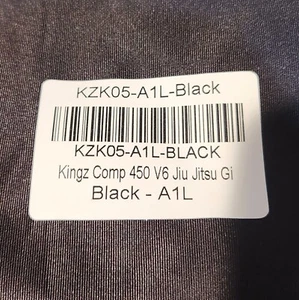 KZK05-A1L-Black
KZK05-A1L-BLACK
Kingz Comp 450 V6 Jiu Jitsu Gi
Black - A1L